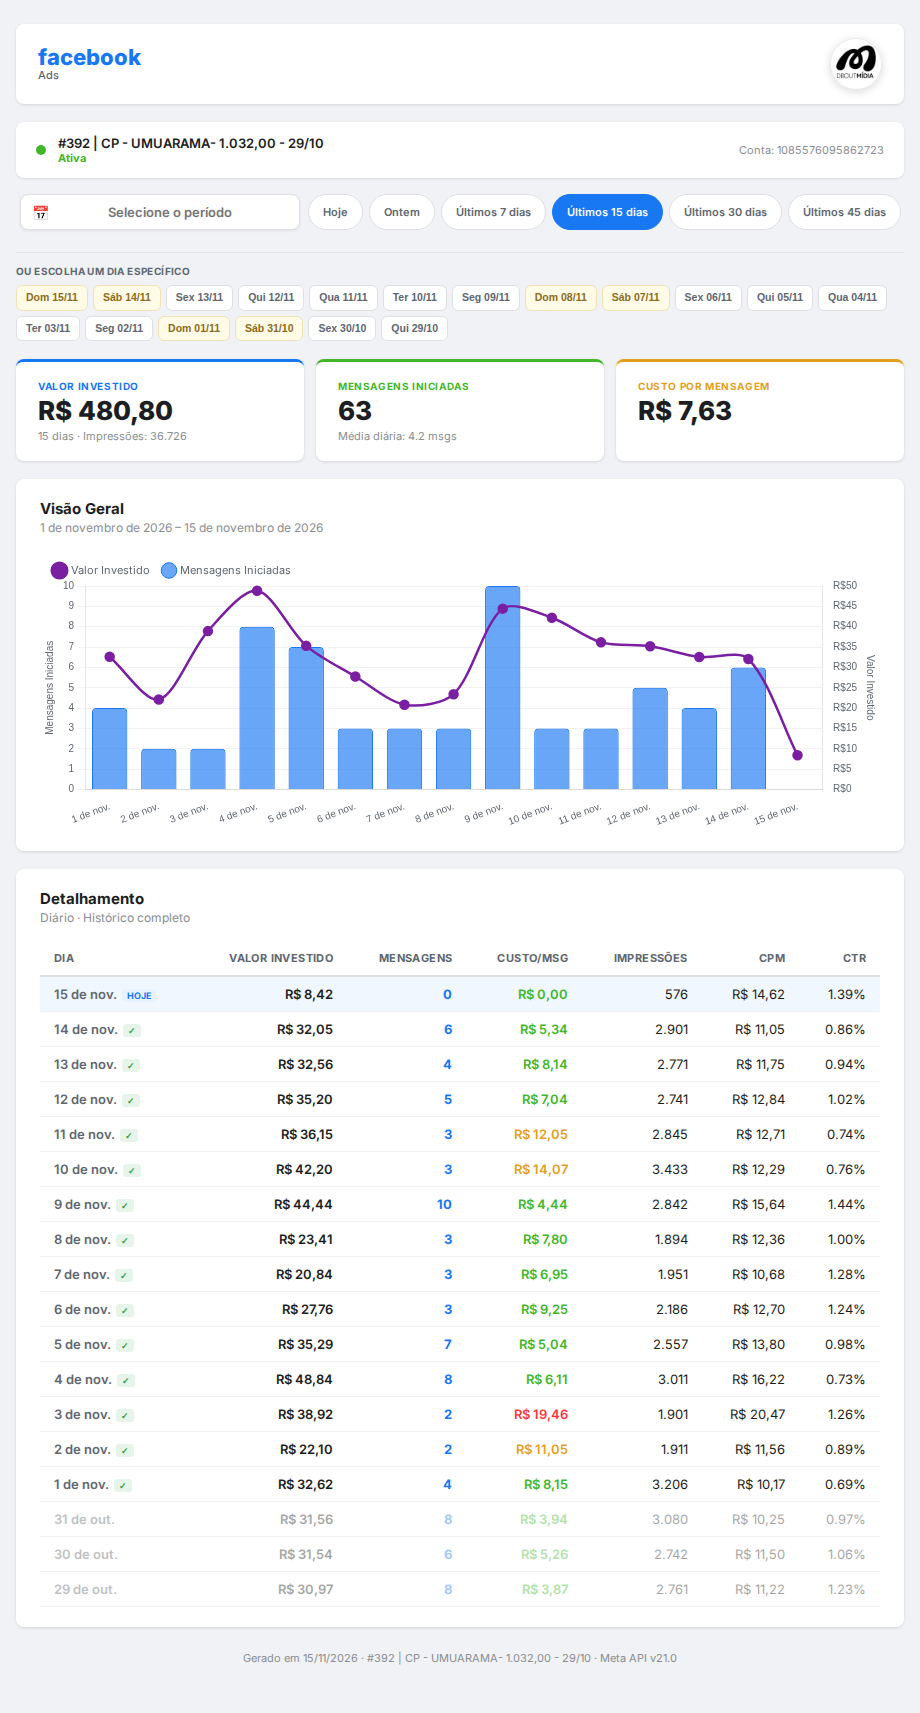 facebook
Ads
DBOUTMÍDIA
#392 | CP - UMUARAMA- 1.032,00 - 29/10
Ativa
Conta: 1085576095862723
Selecione o período
Hoje
Ontem
Últimos 7 dias
Últimos 15 dias
Últimos 30 dias
Últimos 45 dias
OU ESCOLHA UM DIA ESPECÍFICO
Dom 15/11 Sáb 14/11 Sex 13/11 Qui 12/11 Qua 11/11 Ter 10/11 Seg 09/11 Dom 08/11 Sáb 07/11 Sex 06/11 Qui 05/11 Qua 04/11
Ter 03/11 Seg 02/11 Dom 01/11 Sáb 31/10 Sex 30/10 Qui 29/10
VALOR INVESTIDO
R$ 480,80
15 dias · Impressões: 36.726
MENSAGENS INICIADAS
63
Média diária: 4.2 msgs
CUSTO POR MENSAGEM
R$ 7,63
Visão Geral
1 de novembro de 2026 – 15 de novembro de 2026
Valor Investido Mensagens Iniciadas
Mensagens Iniciadas
10
9
8
7
6
5
4
3
2
1
0
R$50
R$45
R$40
R$35
R$30
R$25
R$20
R$15
R$10
R$5
R$0
Valor Investido
1 de nov. 2 de nov. 3 de nov. 4 de nov. 5 de nov. 6 de nov. 7 de nov. 8 de nov. 9 de nov. 10 de nov. 11 de nov. 12 de nov. 13 de nov. 14 de nov. 15 de nov.
Detalhamento
Diário · Histórico completo
DIA VALOR INVESTIDO MENSAGENS CUSTO/MSG IMPRESSÕES CPM CTR
15 de nov. HOJE R$ 8,42 0 R$ 0,00 576 R$ 14,62 1.39%
14 de nov. ✓ R$ 32,05 6 R$ 5,34 2.901 R$ 11,05 0.86%
13 de nov. ✓ R$ 32,56 4 R$ 8,14 2.771 R$ 11,75 0.94%
12 de nov. ✓ R$ 35,20 5 R$ 7,04 2.741 R$ 12,84 1.02%
11 de nov. ✓ R$ 36,15 3 R$ 12,05 2.845 R$ 12,71 0.74%
10 de nov. ✓ R$ 42,20 3 R$ 14,07 3.433 R$ 12,29 0.76%
9 de nov. ✓ R$ 44,44 10 R$ 4,44 2.842 R$ 15,64 1.44%
8 de nov. ✓ R$ 23,41 3 R$ 7,80 1.894 R$ 12,36 1.00%
7 de nov. ✓ R$ 20,84 3 R$ 6,95 1.951 R$ 10,68 1.28%
6 de nov. ✓ R$ 27,76 3 R$ 9,25 2.186 R$ 12,70 1.24%
5 de nov. ✓ R$ 35,29 7 R$ 5,04 2.557 R$ 13,80 0.98%
4 de nov. ✓ R$ 48,84 8 R$ 6,11 3.011 R$ 16,22 0.73%
3 de nov. ✓ R$ 38,92 2 R$ 19,46 1.901 R$ 20,47 1.26%
2 de nov. ✓ R$ 22,10 2 R$ 11,05 1.911 R$ 11,56 0.89%
1 de nov. ✓ R$ 32,62 4 R$ 8,15 3.206 R$ 10,17 0.69%
31 de out. R$ 31,56 8 R$ 3,94 3.080 R$ 10,25 0.97%
30 de out. R$ 31,54 6 R$ 5,26 2.742 R$ 11,50 1.06%
29 de out. R$ 30,97 8 R$ 3,87 2.761 R$ 11,22 1.23%
Gerado em 15/11/2026 · #392 | CP - UMUARAMA- 1.032,00 - 29/10 · Meta API v21.0